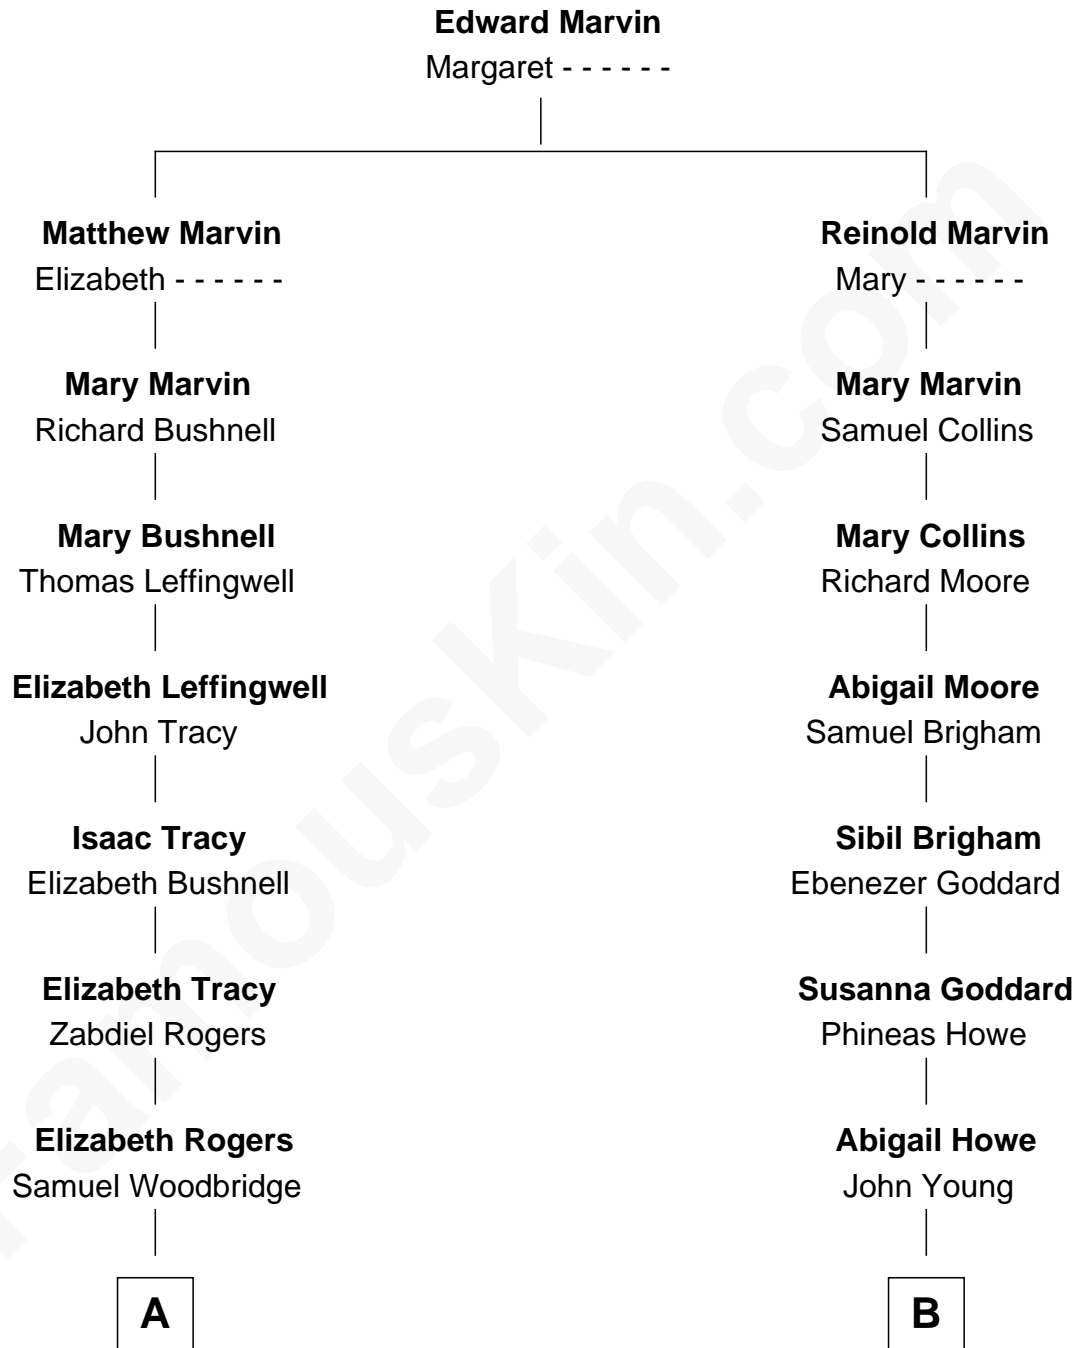 Edward Marvin
Margaret - - - - - -
Matthew Marvin
Elizabeth - - - - - -
Reinold Marvin
Mary - - - - - -
Mary Marvin
Richard Bushnell
Mary Marvin
Samuel Collins
Mary Bushnell
Thomas Leffingwell
Mary Collins
Richard Moore
Elizabeth Leffingwell
John Tracy
Abigail Moore
Samuel Brigham
Isaac Tracy
Elizabeth Bushnell
Sibil Brigham
Ebenezer Goddard
Elizabeth Tracy
Zabdiel Rogers
Susanna Goddard
Phineas Howe
Elizabeth Rogers
Samuel Woodbridge
Abigail Howe
John Young
A
B
FamousKin.com